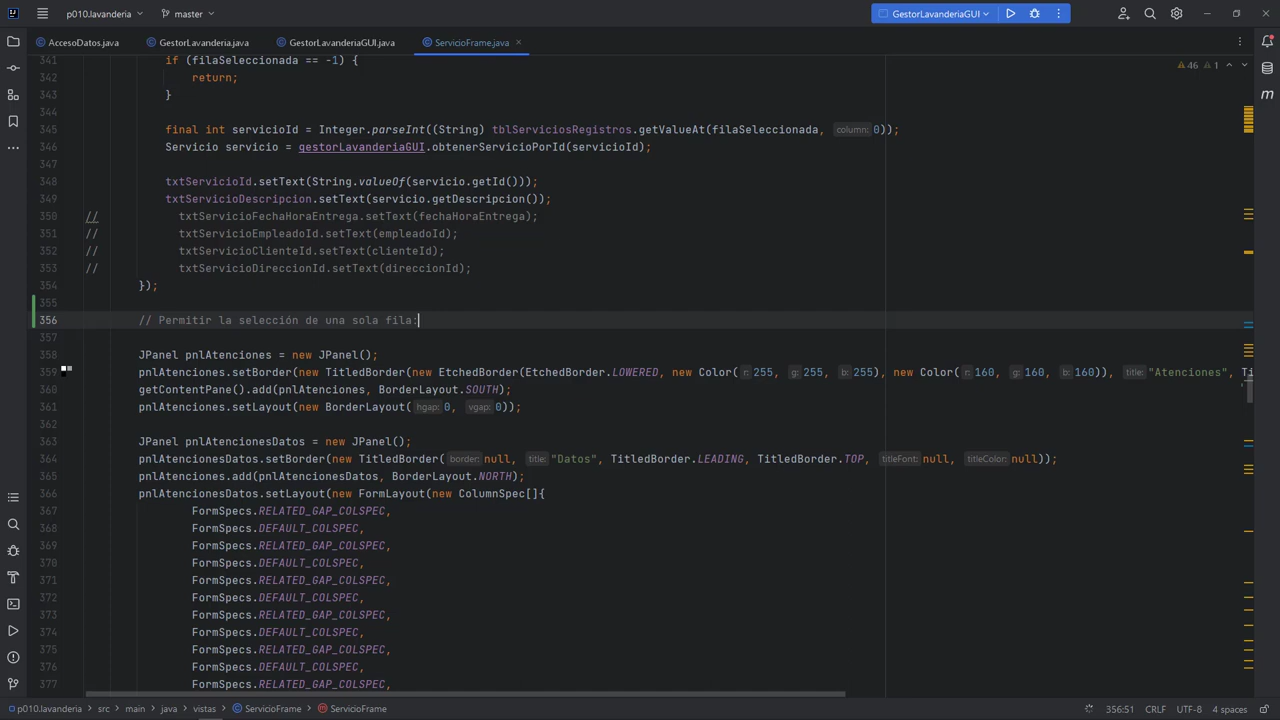 p010.lavanderia
master
GestorLavanderiaGUI
AccesoDatos.java
GestorLavanderia.java
GestorLavanderiaGUI.java
ServicioFrame.java
46
1
341 if (filaSeleccionada == -1) {
342 return;
343 }
344
345 final int servicioId = Integer.parseInt((String) tblServiciosRegistros.getValueAt(filaSeleccionada, column: 0));
346 Servicio servicio = gestorLavanderiaGUI.obtenerServicioPorId(servicioId);
347
348 txtServicioId.setText(String.valueOf(servicio.getId()));
349 txtServicioDescripcion.setText(servicio.getDescripcion());
350 // txtServicioFechaHoraEntrega.setText(fechaHoraEntrega);
351 // txtServicioEmpleadoId.setText(empleadoId);
352 // txtServicioClienteId.setText(clienteId);
353 // txtServicioDireccionId.setText(direccionId);
354 });
355
356 // Permitir la selección de una sola fila:
357
358 JPanel pnlAtenciones = new JPanel();
359 pnlAtenciones.setBorder(new TitledBorder(new EtchedBorder(EtchedBorder.LOWERED, new Color( r: 255, g: 255, b: 255), new Color( r: 160, g: 160, b: 160)), title: "Atenciones", Ti
360 getContentPane().add(pnlAtenciones, BorderLayout.SOUTH);
361 pnlAtenciones.setLayout(new BorderLayout( hgap: 0, vgap: 0));
362
363 JPanel pnlAtencionesDatos = new JPanel();
364 pnlAtencionesDatos.setBorder(new TitledBorder( border: null, title: "Datos", TitledBorder.LEADING, TitledBorder.TOP, titleFont: null, titleColor: null));
365 pnlAtenciones.add(pnlAtencionesDatos, BorderLayout.NORTH);
366 pnlAtencionesDatos.setLayout(new FormLayout(new ColumnSpec[]{
367 FormSpecs.RELATED_GAP_COLSPEC,
368 FormSpecs.DEFAULT_COLSPEC,
369 FormSpecs.RELATED_GAP_COLSPEC,
370 FormSpecs.DEFAULT_COLSPEC,
371 FormSpecs.RELATED_GAP_COLSPEC,
372 FormSpecs.DEFAULT_COLSPEC,
373 FormSpecs.RELATED_GAP_COLSPEC,
374 FormSpecs.DEFAULT_COLSPEC,
375 FormSpecs.RELATED_GAP_COLSPEC,
376 FormSpecs.DEFAULT_COLSPEC,
377 FormSpecs.RELATED_GAP_COLSPEC,
p010.lavanderia > src > main > java > vistas > ServicioFrame > ServicioFrame
356:51 CRLF UTF-8 4 spaces